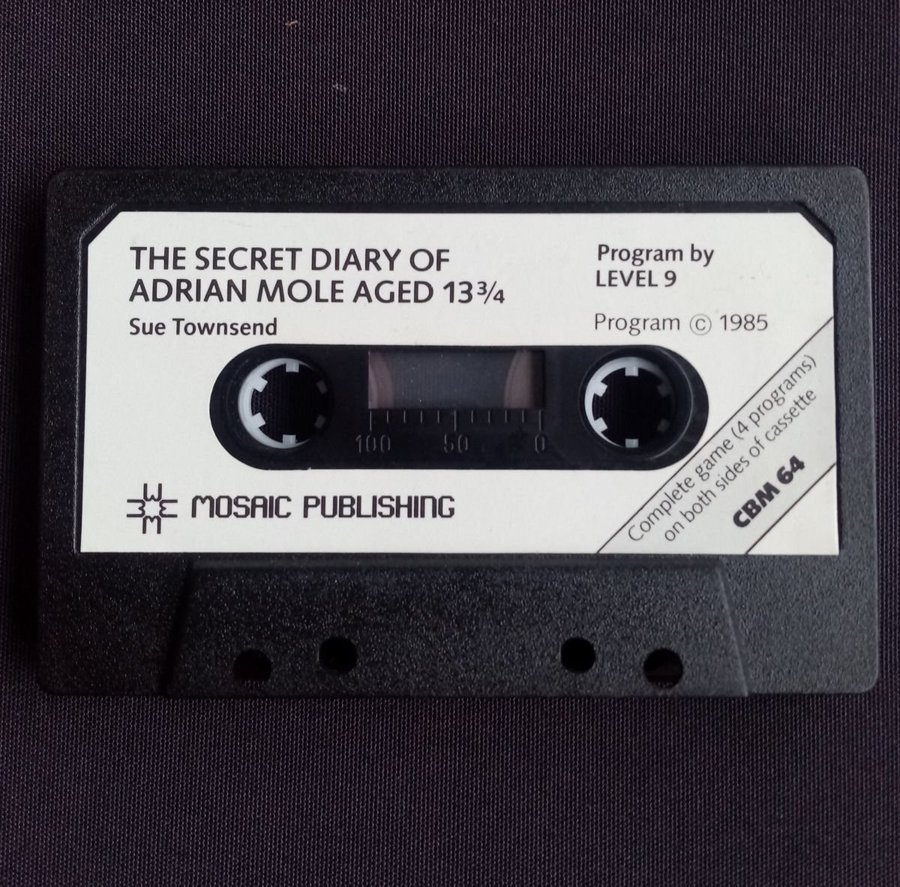 THE SECRET DIARY OF
ADRIAN MOLE AGED 13¾
Sue Townsend
Program by
LEVEL 9
Program © 1985
100 50 0
Complete game (4 programs)
on both sides of cassette
CBM 64
MOSAIC PUBLISHING